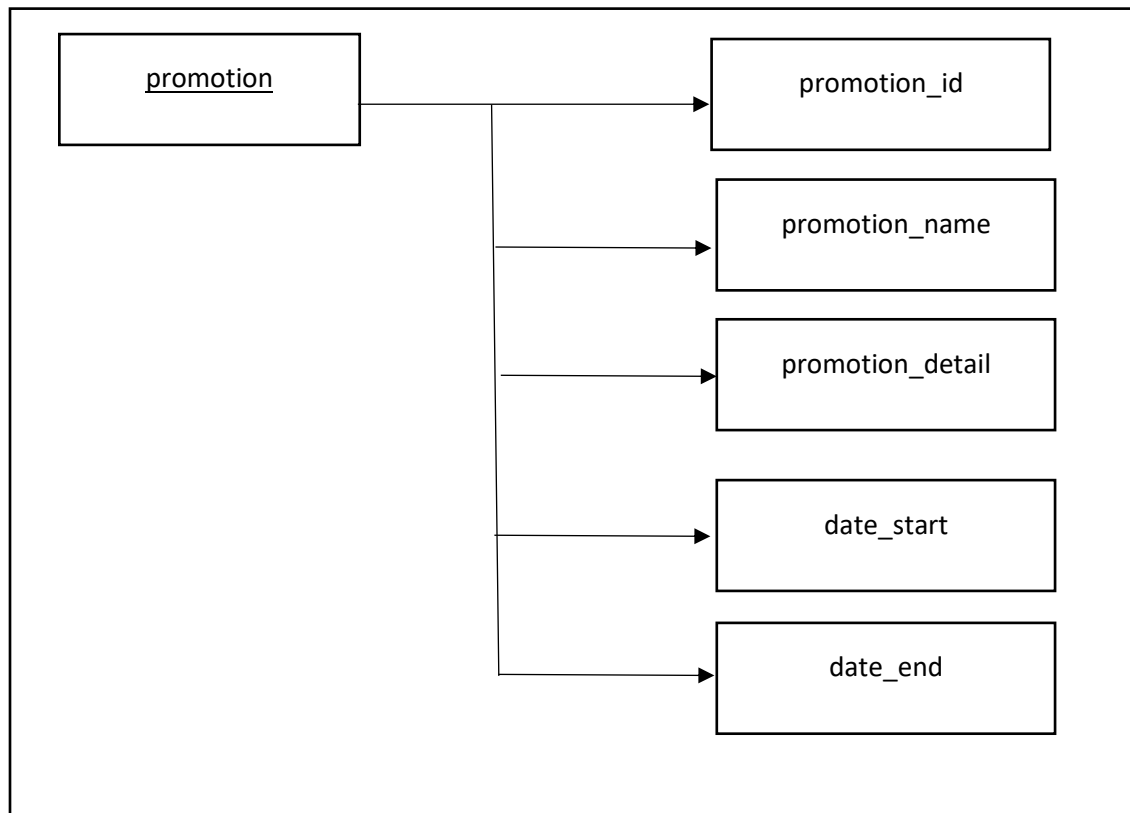 promotion
promotion_id
promotion_name
promotion_detail
date_start
date_end